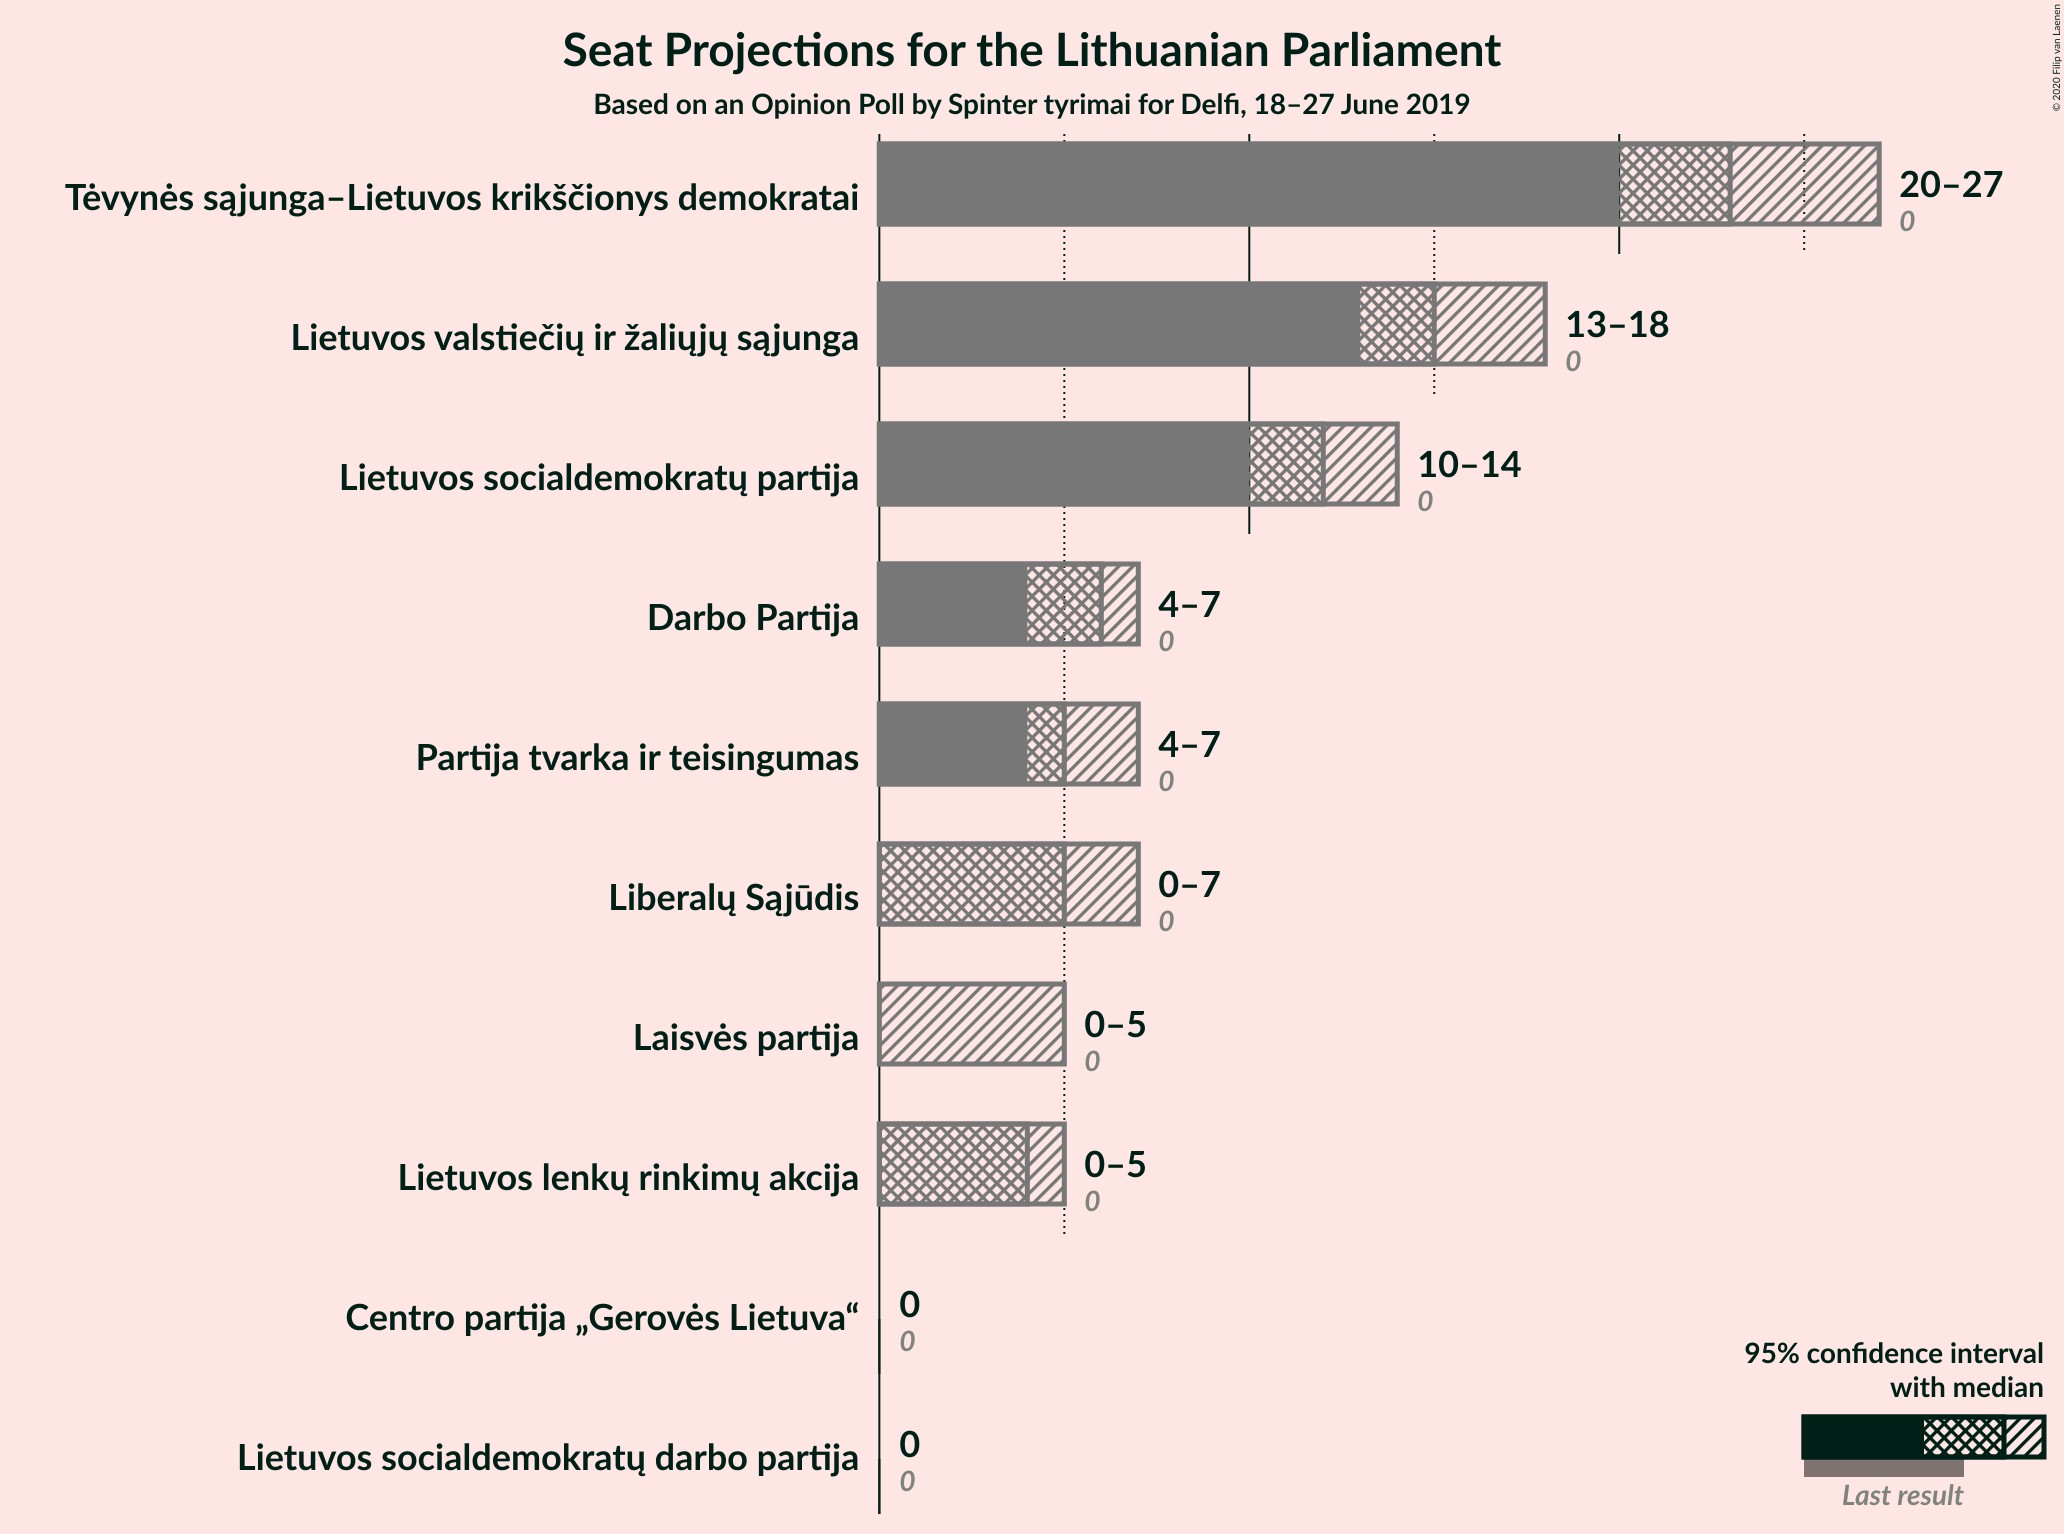 Seat Projections for the Lithuanian Parliament
Based on an Opinion Poll by Spinter tyrimai for Delfi, 18–27 June 2019
© 2020 Filip van Laenen
Tėvynės sąjunga–Lietuvos krikščionys demokratai
20–27
0
Lietuvos valstiečių ir žaliųjų sąjunga
13–18
0
Lietuvos socialdemokratų partija
10–14
0
Darbo Partija
4–7
0
Partija tvarka ir teisingumas
4–7
0
Liberalų Sąjūdis
0–7
0
Laisvės partija
0–5
0
Lietuvos lenkų rinkimų akcija
0–5
0
Centro partija „Gerovės Lietuva“
0
0
Lietuvos socialdemokratų darbo partija
0
0
95% confidence interval
with median
Last result